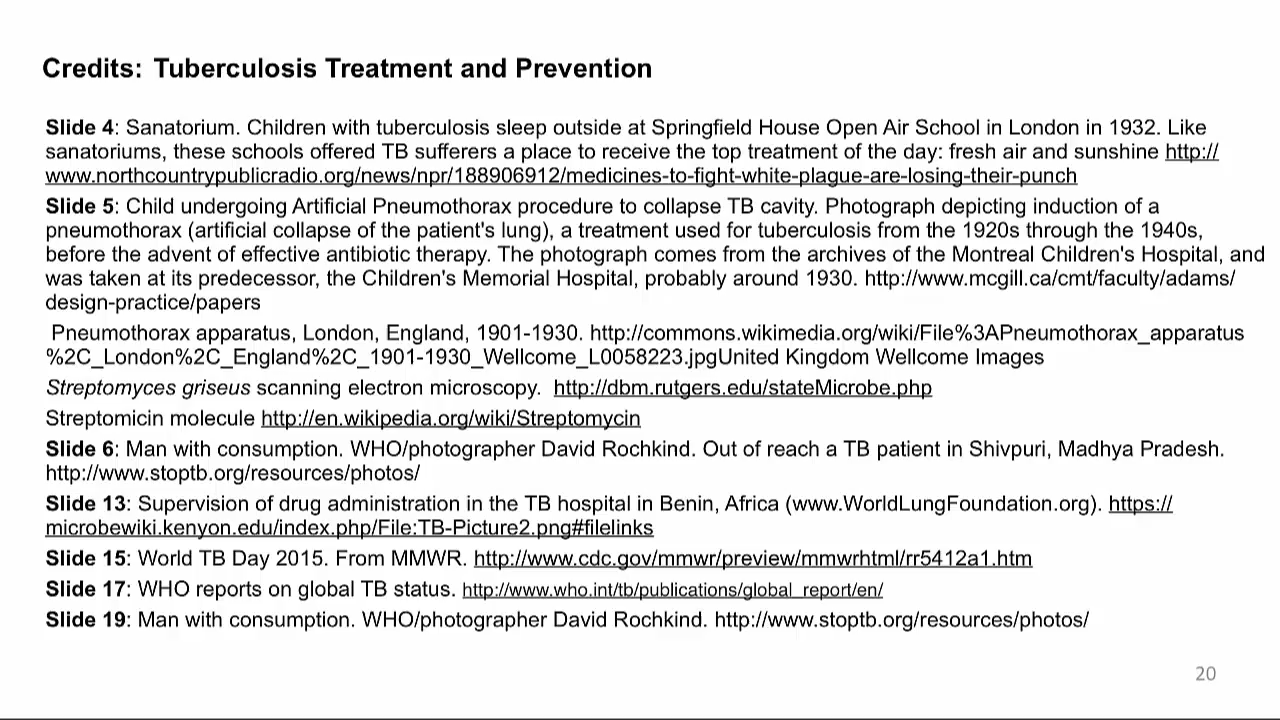 Credits: Tuberculosis Treatment and Prevention
Slide 4: Sanatorium. Children with tuberculosis sleep outside at Springfield House Open Air School in London in 1932. Like
sanatoriums, these schools offered TB sufferers a place to receive the top treatment of the day: fresh air and sunshine http://
www.northcountrypublicradio.org/news/npr/188906912/medicines-to-fight-white-plague-are-losing-their-punch
Slide 5: Child undergoing Artificial Pneumothorax procedure to collapse TB cavity. Photograph depicting induction of a
pneumothorax (artificial collapse of the patient's lung), a treatment used for tuberculosis from the 1920s through the 1940s,
before the advent of effective antibiotic therapy. The photograph comes from the archives of the Montreal Children's Hospital, and
was taken at its predecessor, the Children's Memorial Hospital, probably around 1930. http://www.mcgill.ca/cmt/faculty/adams/
design-practice/papers
Pneumothorax apparatus, London, England, 1901-1930. http://commons.wikimedia.org/wiki/File%3APneumothorax_apparatus
%2C_London%2C_England%2C_1901-1930_Wellcome_L0058223.jpgUnited Kingdom Wellcome Images
Streptomyces griseus scanning electron microscopy. http://dbm.rutgers.edu/stateMicrobe.php
Streptomicin molecule http://en.wikipedia.org/wiki/Streptomycin
Slide 6: Man with consumption. WHO/photographer David Rochkind. Out of reach a TB patient in Shivpuri, Madhya Pradesh.
http://www.stoptb.org/resources/photos/
Slide 13: Supervision of drug administration in the TB hospital in Benin, Africa (www.WorldLungFoundation.org). https://
microbewiki.kenyon.edu/index.php/File:TB-Picture2.png#filelinks
Slide 15: World TB Day 2015. From MMWR. http://www.cdc.gov/mmwr/preview/mmwrhtml/rr5412a1.htm
Slide 17: WHO reports on global TB status. http://www.who.int/tb/publications/global_report/en/
Slide 19: Man with consumption. WHO/photographer David Rochkind. http://www.stoptb.org/resources/photos/
20